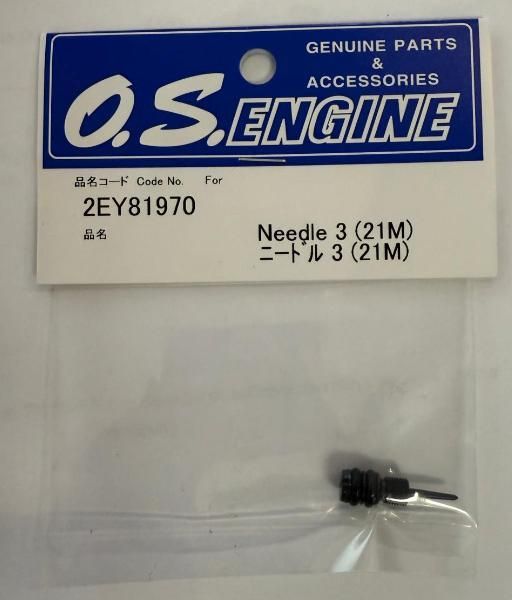 GENUINE PARTS
&
ACCESSORIES
O.S.ENGINE
品名コード Code No. For
2EY81970
品名
Needle 3 (21M)
ニードル 3 (21M)